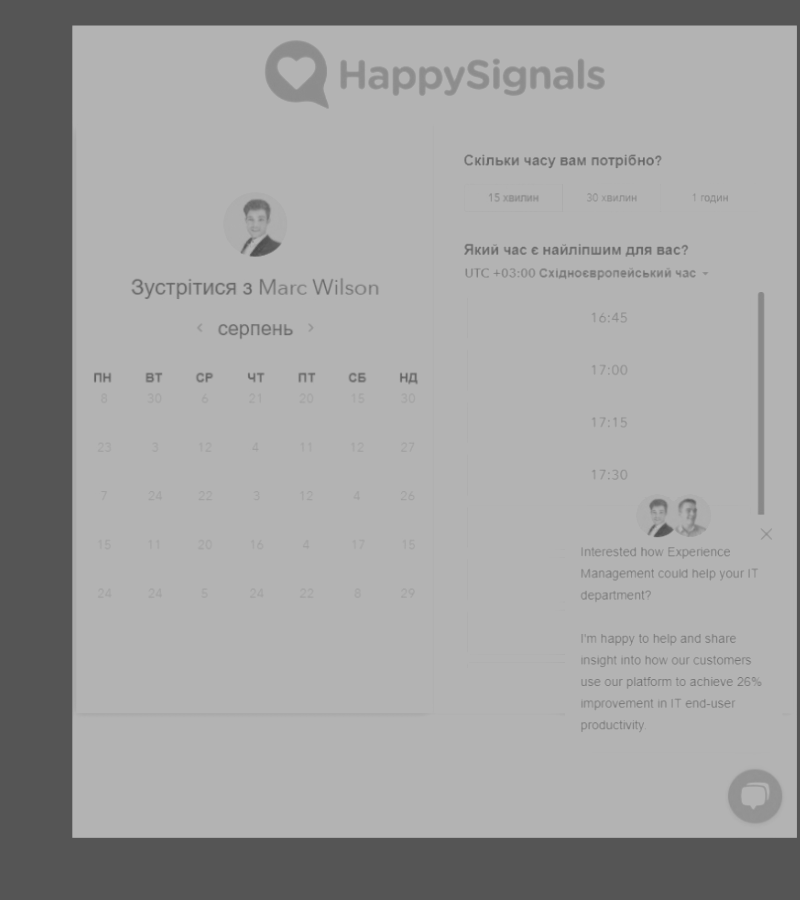 HappySignals
Зустрітися з Marc Wilson
серпень
ПН ВТ СР ЧТ ПТ СБ НД
8 30 6 21 20 15 30
23 3 12 4 11 12 27
7 24 22 3 12 4 26
15 11 20 16 4 17 15
24 24 5 24 22 8 29
Скільки часу вам потрібно?
15 хвилин 30 хвилин 1 годин
Який час є найліпшим для вас?
UTC +03:00 Східноєвропейський час
16:45
17:00
17:15
17:30
Interested how Experience
Management could help your IT
department?
I'm happy to help and share
insight into how our customers
use our platform to achieve 26%
improvement in IT end-user
productivity.